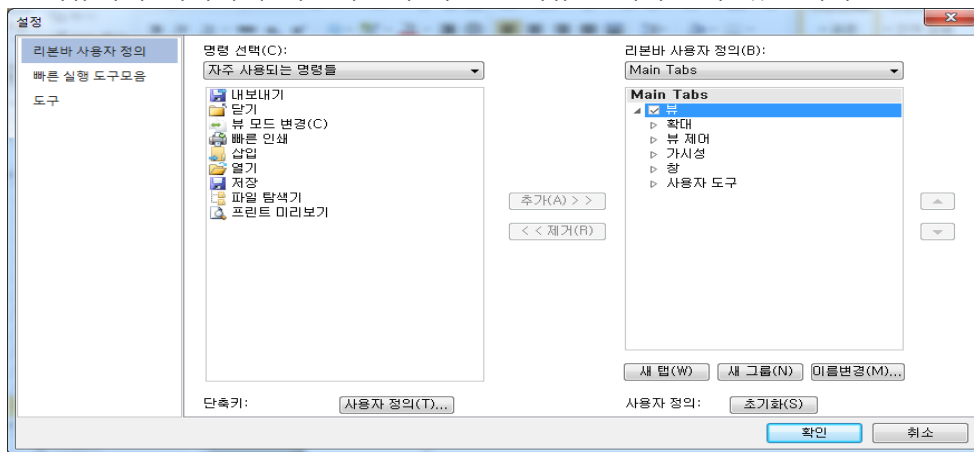 설정
리본바 사용자 정의
빠른 실행 도구모음
도구
명령 선택(C):
자주 사용되는 명령들
내보내기
닫기
뷰 모드 변경(C)
빠른 인쇄
삽입
열기
저장
파일 탐색기
프린트 미리보기
단축키:
사용자 정의(T)...
추가(A) > >
< < 제거(R)
리본바 사용자 정의(B):
Main Tabs
Main Tabs
뷰
확대
뷰 제어
가시성
창
사용자 도구
새 탭(W)
새 그룹(N)
이름변경(M)...
사용자 정의:
초기화(S)
확인
취소